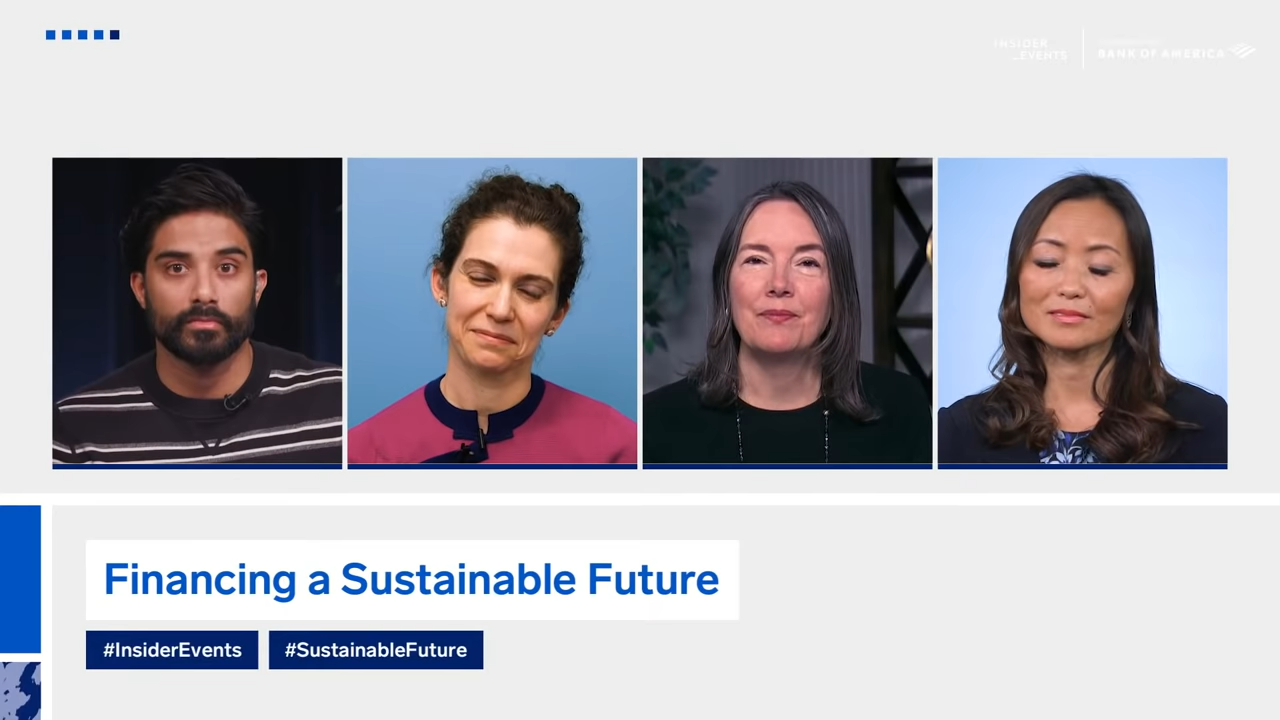 INSIDER
EVENTS
BANK OF AMERICA
Financing a Sustainable Future
#InsiderEvents
#SustainableFuture